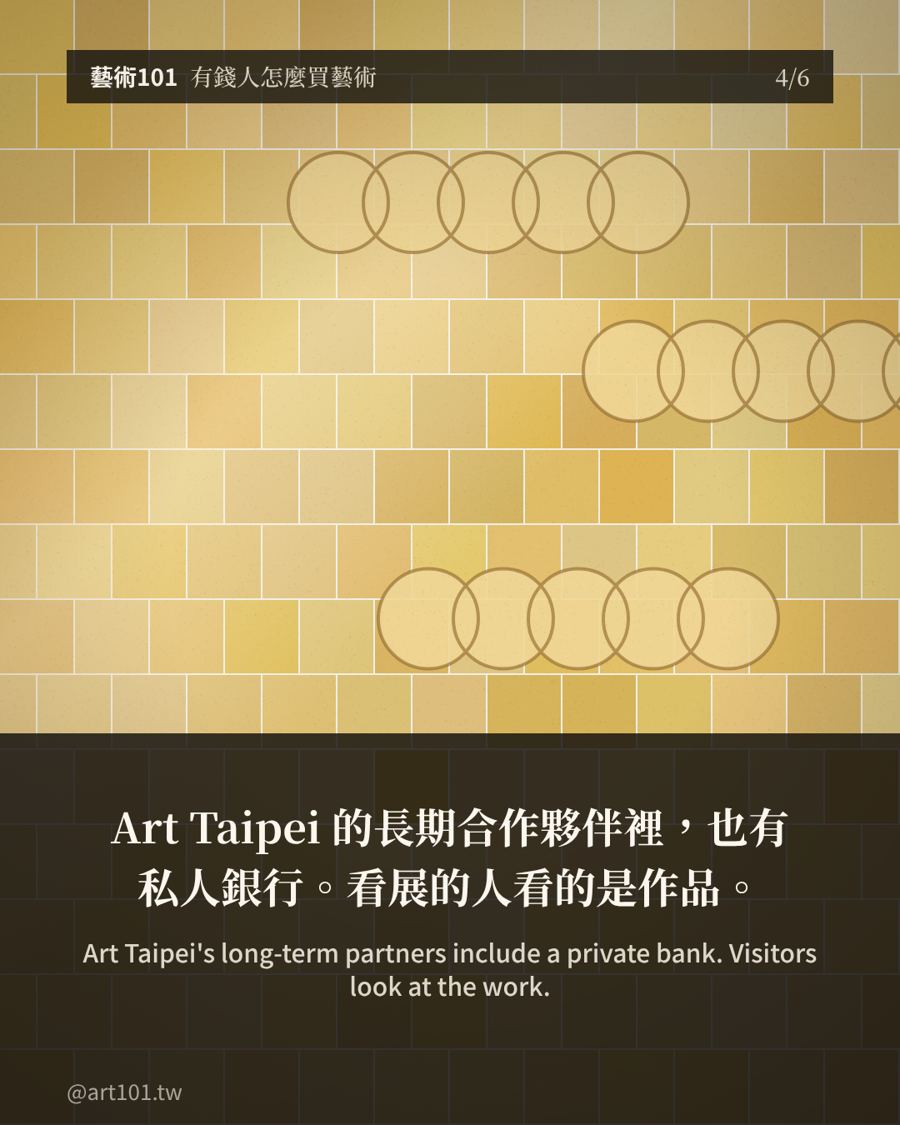 藝術101 有錢人怎麼買藝術 4/6
Art Taipei 的長期合作夥伴裡，也有
私人銀行。看展的人看的是作品。
Art Taipei's long-term partners include a private bank. Visitors
look at the work.
@art101.tw